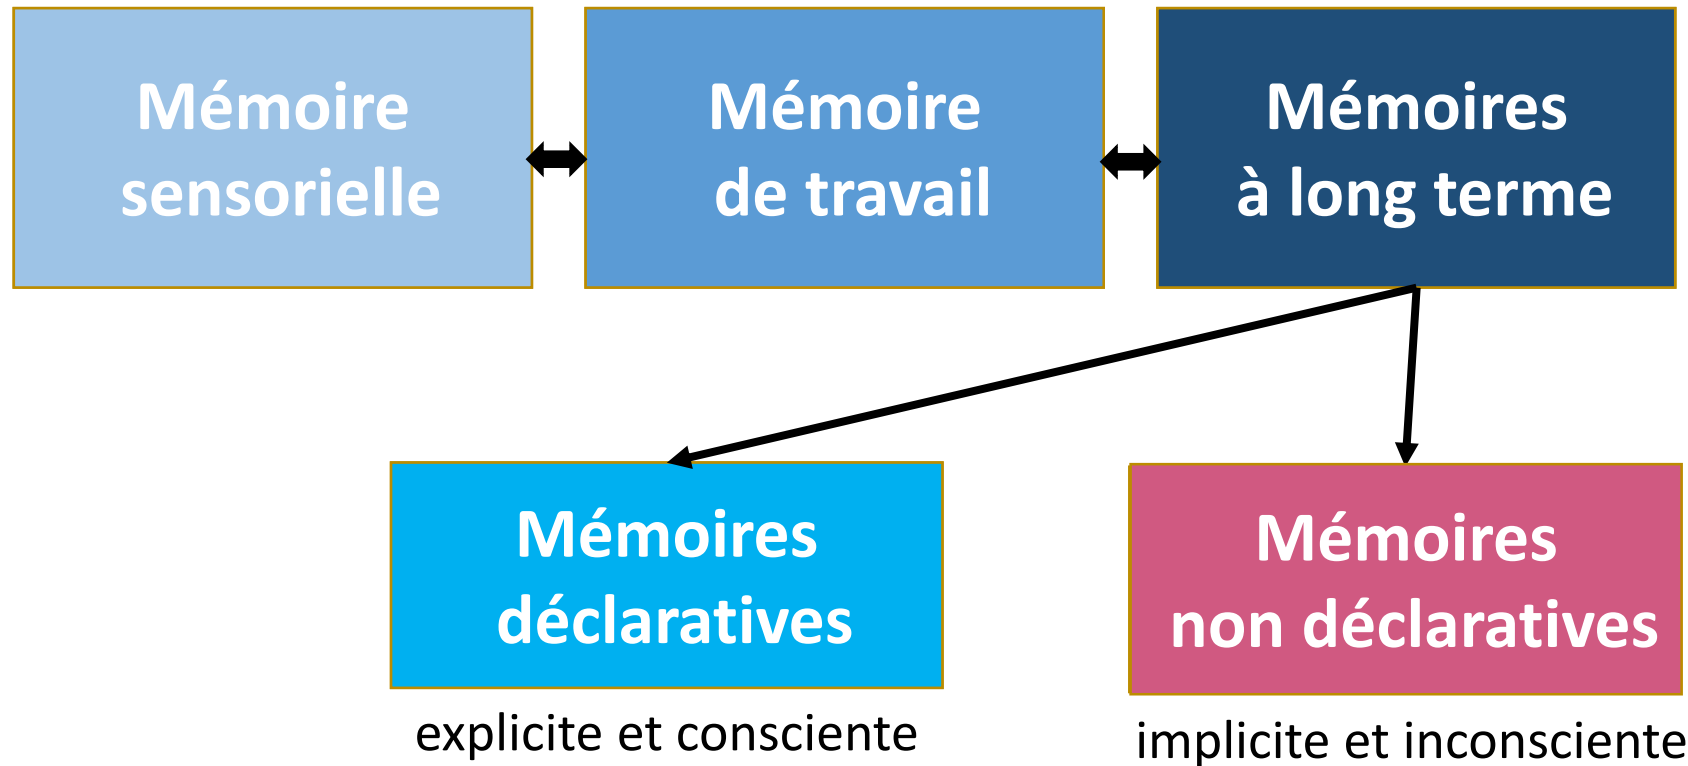 Mémoire
sensorielle
Mémoire
de travail
Mémoires
à long terme
Mémoires
déclaratives
explicite et consciente
Mémoires
non déclaratives
implicite et inconsciente